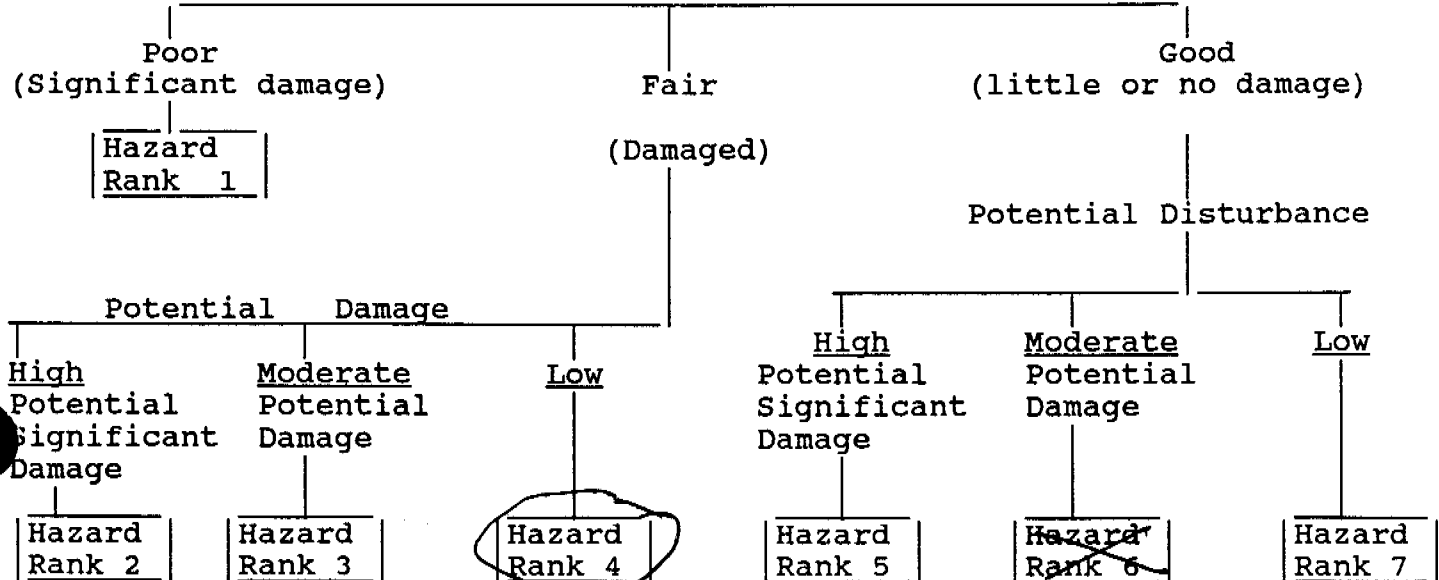 Poor
(Significant damage)
Hazard
Rank 1
Fair
(Damaged)
Good
(little or no damage)
Potential Disturbance
Potential Damage
High
Potential
Significant
Damage
Hazard
Rank 2
Moderate
Potential
Damage
Hazard
Rank 3
Low
Hazard
Rank 4
High
Potential
Significant
Damage
Hazard
Rank 5
Moderate
Potential
Damage
Hazard
Rank 6
Low
Hazard
Rank 7